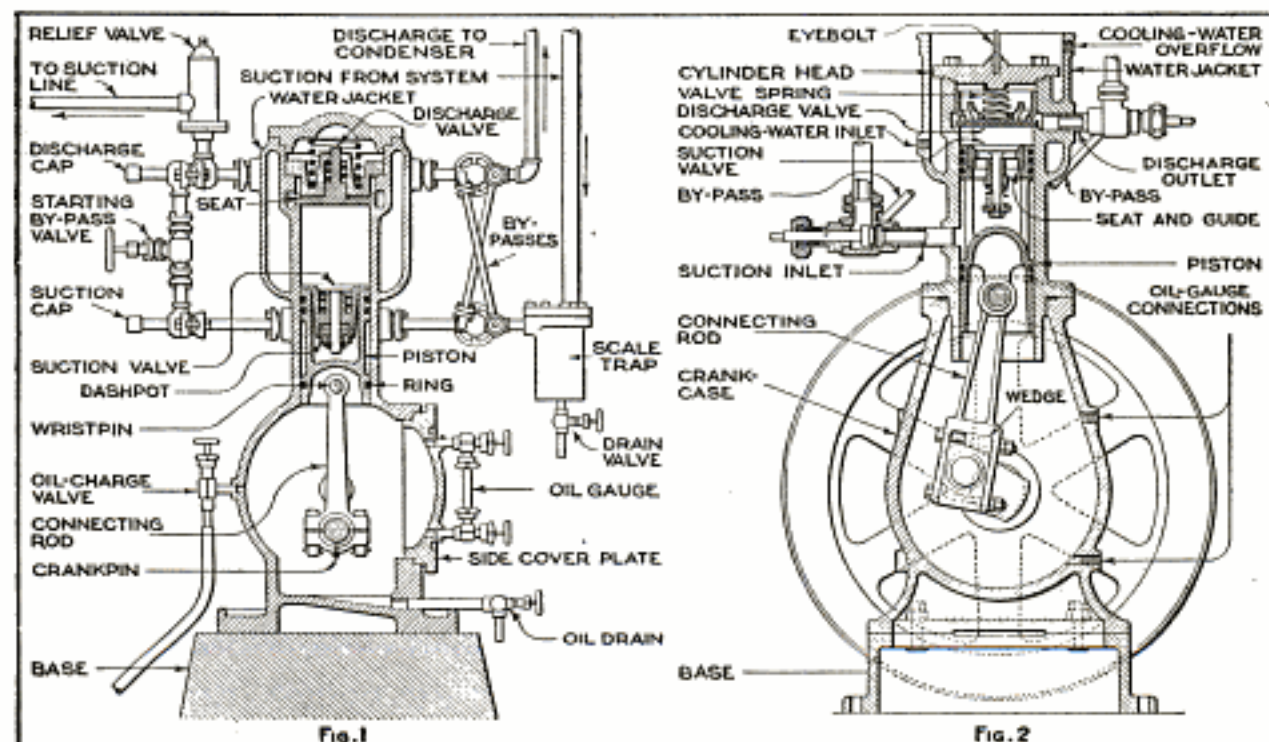 RELIEF VALVE
TO SUCTION
LINE
DISCHARGE
CAP
STARTING
BY-PASS
VALVE
SUCTION
CAP
SUCTION VALVE
DASHPOT
WRISTPIN
OIL-CHARGE
VALVE
CONNECTING
ROD
CRANKPIN
BASE
DISCHARGE TO
CONDENSER
SUCTION FROM SYSTEM
WATER JACKET
DISCHARGE
VALVE
SEAT
BY-
PASSES
PISTON
RING
SCALE
TRAP
DRAIN
VALVE
OIL GAUGE
SIDE COVER PLATE
OIL DRAIN
FIG.1
EYEBOLT
CYLINDER HEAD
VALVE SPRING
DISCHARGE VALVE
COOLING-WATER INLET
SUCTION
VALVE
BY-PASS
SUCTION INLET
CONNECTING
ROD
CRANK-
CASE
WEDGE
BASE
COOLING-WATER
OVERFLOW
WATER JACKET
DISCHARGE
OUTLET
BY-PASS
SEAT AND GUIDE
PISTON
OIL-GAUGE
CONNECTIONS
FIG.2